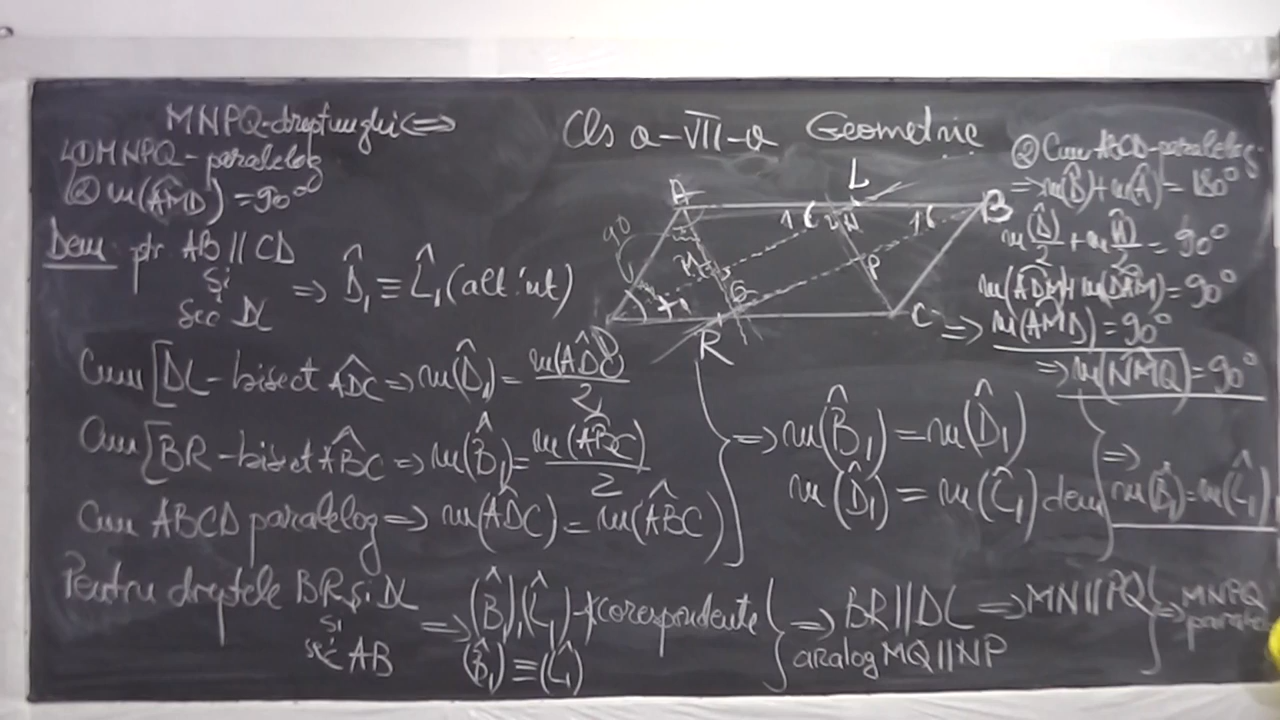 MNPQ-dreptunghi <=>
1) MNPQ - paralelog
2) m(AMD) = 90°
Dem ptr AB || CD
și
sec DL
=> D̂₁ ≡ L̂₁ (alt. int)
Cum [DL - bisect ADC => m(D̂₁) = m(ADC)/2
Cum [BR - bisect ABC => m(B̂₁) = m(ABC)/2
Cum ABCD paralelog => m(ADC) = m(ABC)
=> m(B̂₁) = m(D̂₁)
m(D̂₁) = m(L̂₁) dem
=> m(B̂₁) = m(L̂₁)
Pentru dreptele BR și DL
și
sec AB
=> (B̂₁), (L̂₁) - corespondente
(B̂₁) ≡ (L̂₁)
=> BR || DL => MN || PQ
analog MQ || NP
=> MNPQ
paralel
Cls a-VII-a Geometrie
A
L
B
1
N
1
90
M
P
Q
R
C
② Cum ABCD-paralelog.
=> m(D̂) + m(Â) = 180°
m(D̂)/2 + m(Â)/2 = 90°
m(ADM) + m(DAM) = 90°
=> m(AMD) = 90°
=> m(NMQ) = 90°